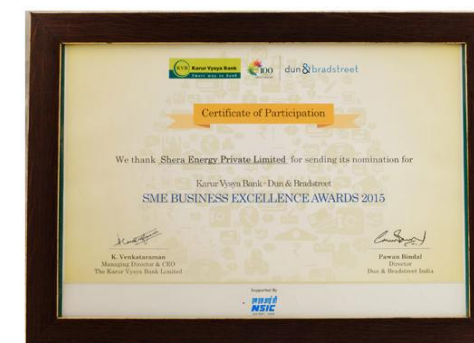 KVB Karur Vysya Bank
Smart way to bank
100
dun & bradstreet
Certificate of Participation
We thank Shera Energy Private Limited for sending its nomination for
Karur Vysya Bank - Dun & Bradstreet
SME BUSINESS EXCELLENCE AWARDS 2015
K. Venkataraman
Managing Director & CEO
The Karur Vysya Bank Limited
Pawan Bindal
Director
Dun & Bradstreet India
Supported By
NSIC